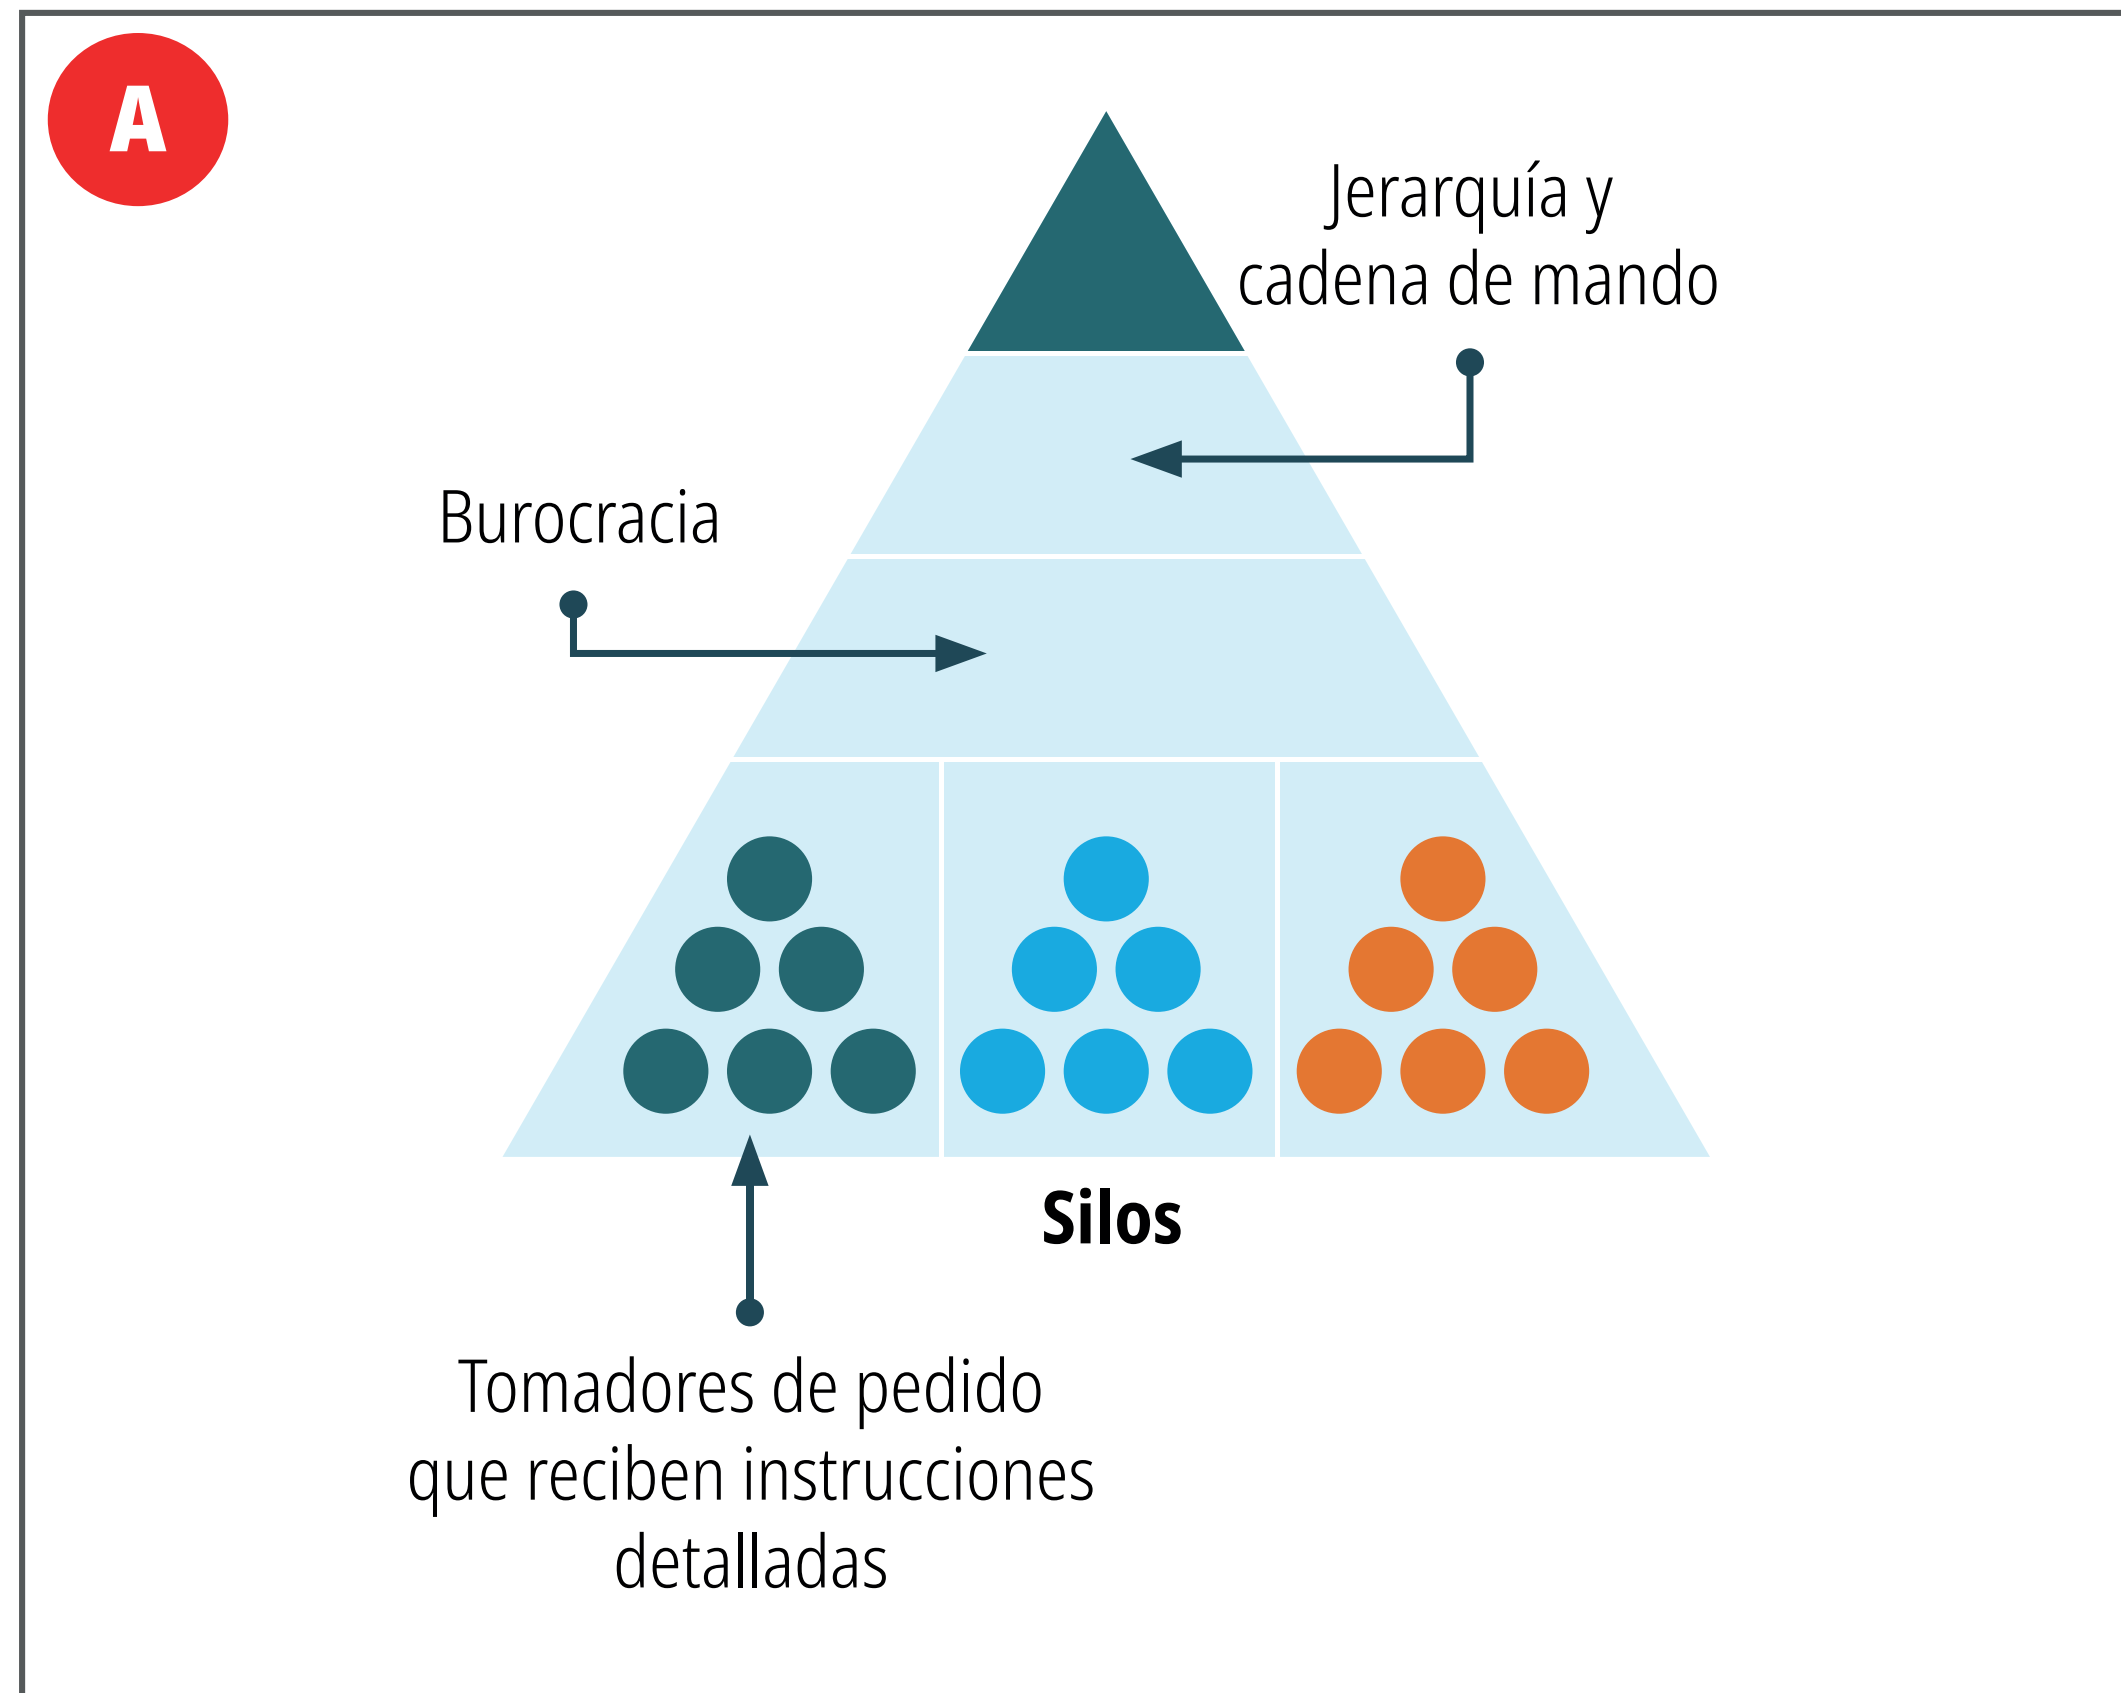 A
Jerarquía y
cadena de mando
Burocracia
Silos
Tomadores de pedido
que reciben instrucciones
detalladas